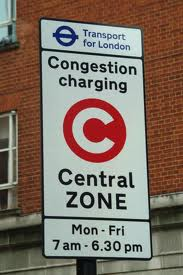 Transport
for London
Congestion
charging
C
Central
ZONE
Mon - Fri
7 am - 6.30 pm